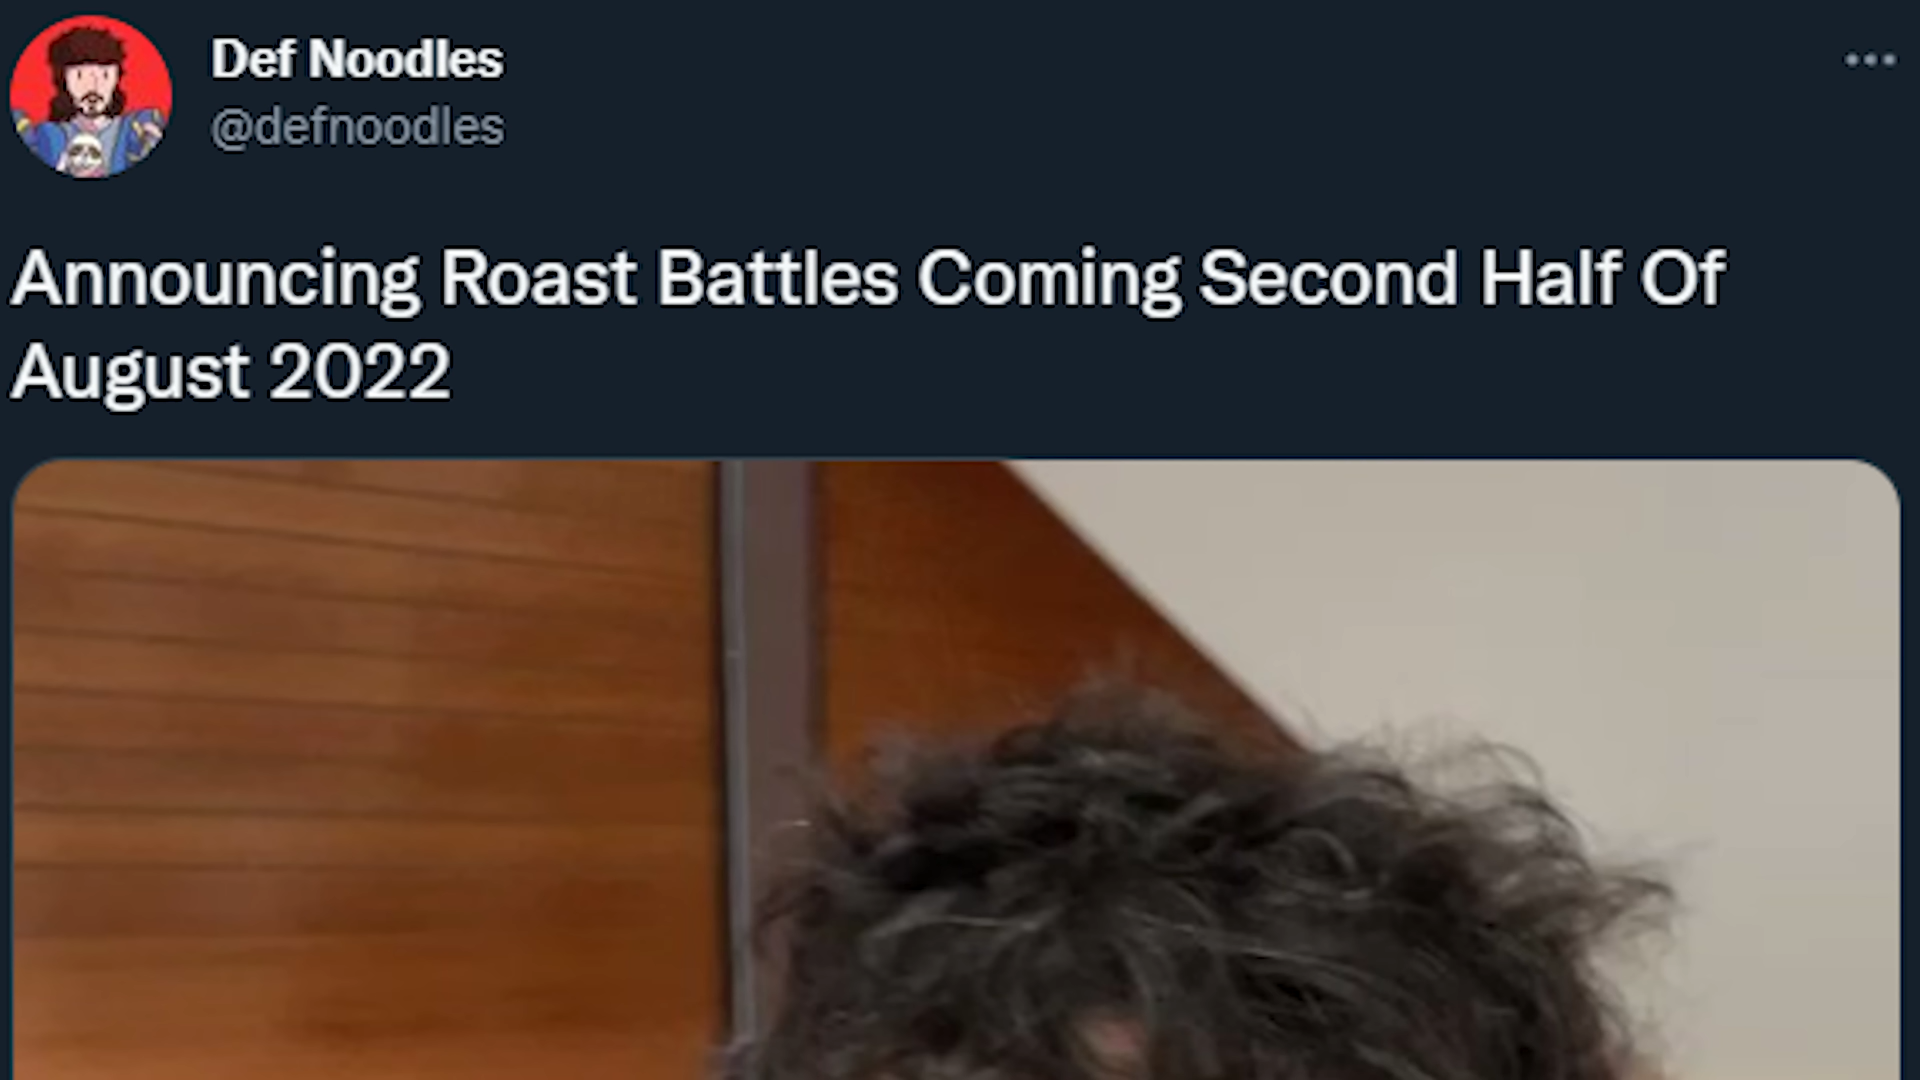 Def Noodles
@defnoodles
Announcing Roast Battles Coming Second Half Of
August 2022